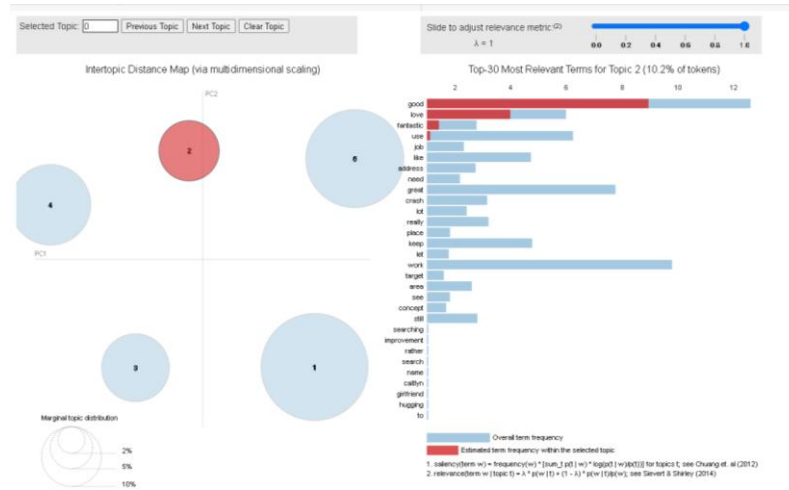 Selected Topic: 0 Previous Topic Next Topic Clear Topic
Slide to adjust relevance metric:(2)
λ = 1
0.0 0.2 0.4 0.6 0.8 1.0
Intertopic Distance Map (via multidimensional scaling)
PC2
2
5
4
PC1
3
1
Marginal topic distribution
2%
5%
10%
Top-30 Most Relevant Terms for Topic 2 (10.2% of tokens)
2 4 6 8 10 12
good
love
fantastic
use
job
like
address
need
great
crash
lot
really
place
keep
let
work
target
area
see
concept
still
searching
improvement
rather
search
name
caitlyn
girlfriend
hugging
to
Overall term frequency
Estimated term frequency within the selected topic
1. saliency(term w) = frequency(w) * [sum_t p(t | w) * log(p(t | w)/p(t))] for topics t; see Chuang et. al (2012)
2. relevance(term w | topic t) = λ * p(w | t) + (1 - λ) * p(w | t)/p(w); see Sievert & Shirley (2014)